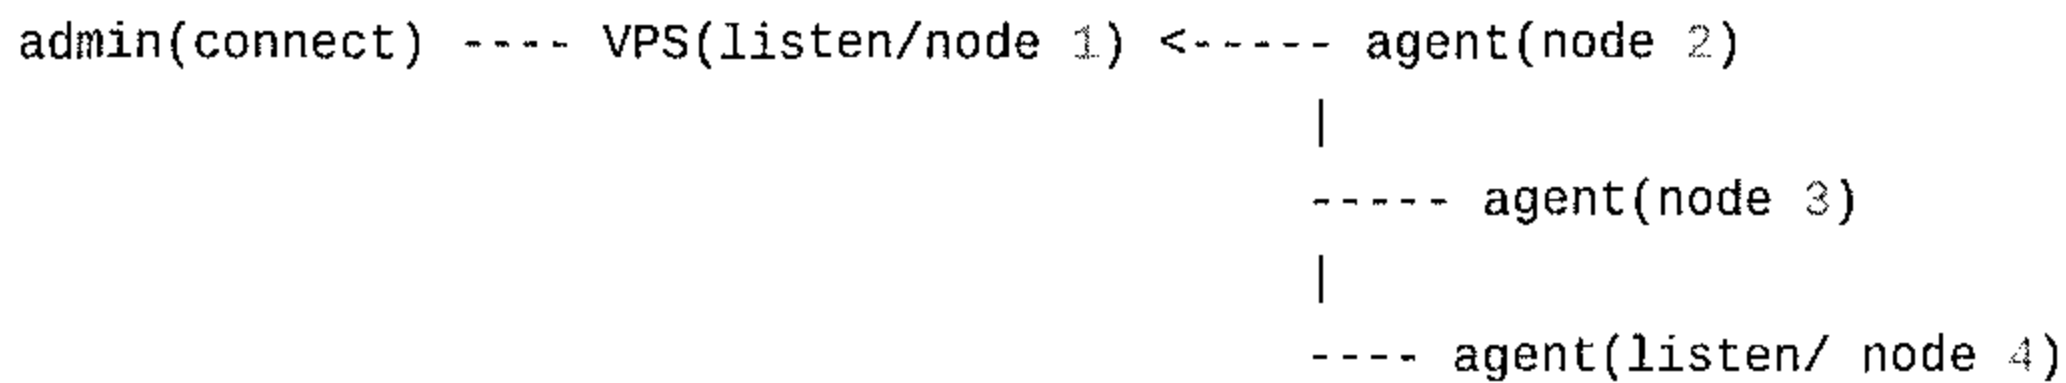 admin(connect) ---- VPS(listen/node 1) <----- agent(node 2)
|
----- agent(node 3)
|
---- agent(listen/ node 4)